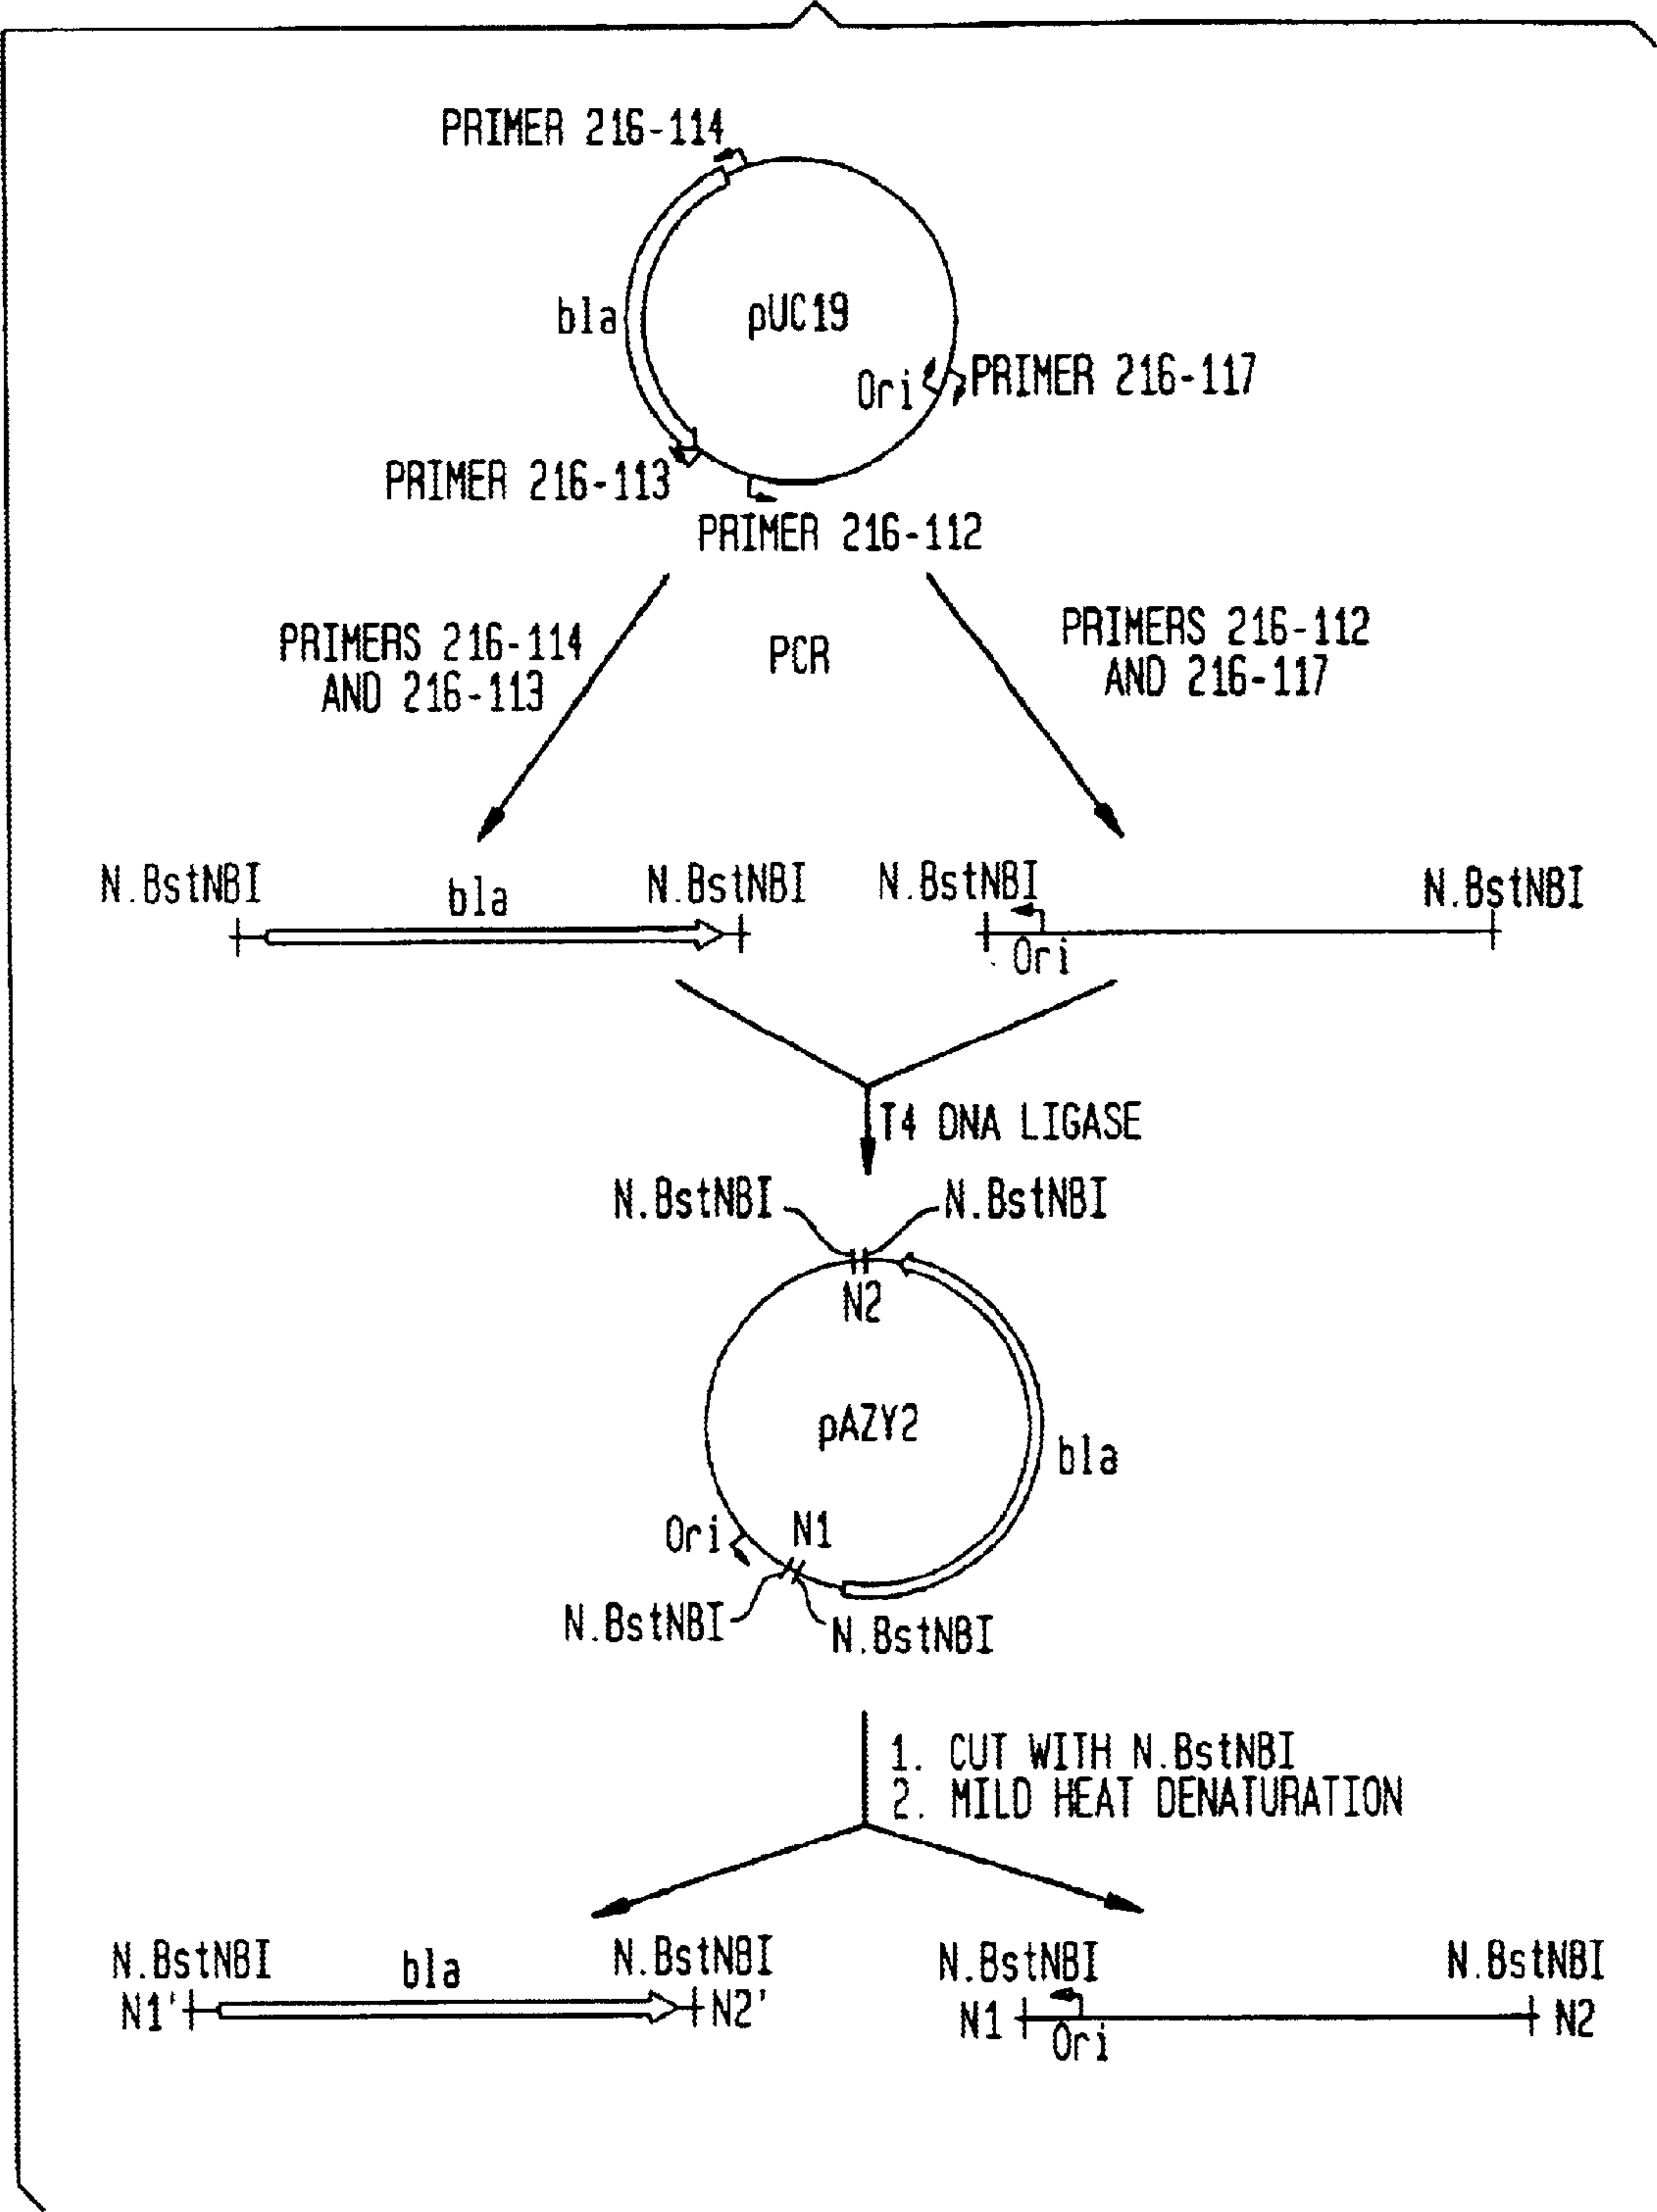 PRIMER 216-114
bla
pUC19
Ori
PRIMER 216-117
PRIMER 216-113
PRIMER 216-112
PRIMERS 216-114
AND 216-113
PCR
PRIMERS 216-112
AND 216-117
N.BstNBI
bla
N.BstNBI
N.BstNBI
Ori
N.BstNBI
T4 DNA LIGASE
N.BstNBI
N.BstNBI
N2
pAZY2
bla
Ori
N1
N.BstNBI
N.BstNBI
1. CUT WITH N.BstNBI
2. MILD HEAT DENATURATION
N.BstNBI
N1'
bla
N.BstNBI
N2'
N.BstNBI
N1
Ori
N.BstNBI
N2